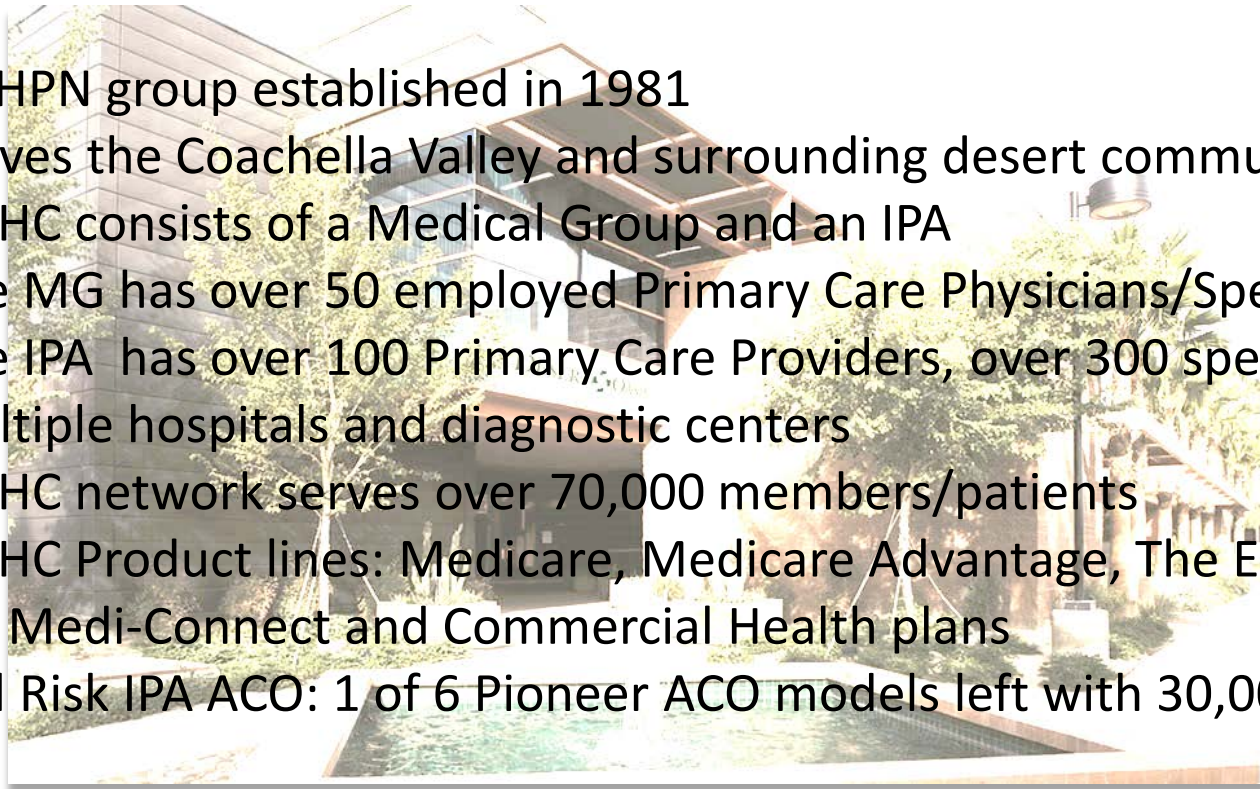 HPN group established in 1981
ves the Coachella Valley and surrounding desert commu
HC consists of a Medical Group and an IPA
e MG has over 50 employed Primary Care Physicians/Spe
e IPA  has over 100 Primary Care Providers, over 300 spe
ltiple hospitals and diagnostic centers
HC network serves over 70,000 members/patients
HC Product lines: Medicare, Medicare Advantage, The E
Medi-Connect and Commercial Health plans
l Risk IPA ACO: 1 of 6 Pioneer ACO models left with 30,00